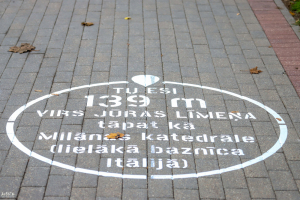 TU ESI
139 m
VIRS JŪRAS LĪMEŅA
tāpat kā
Milānas katedrāle
(lielākā baznīca
Itālijā)